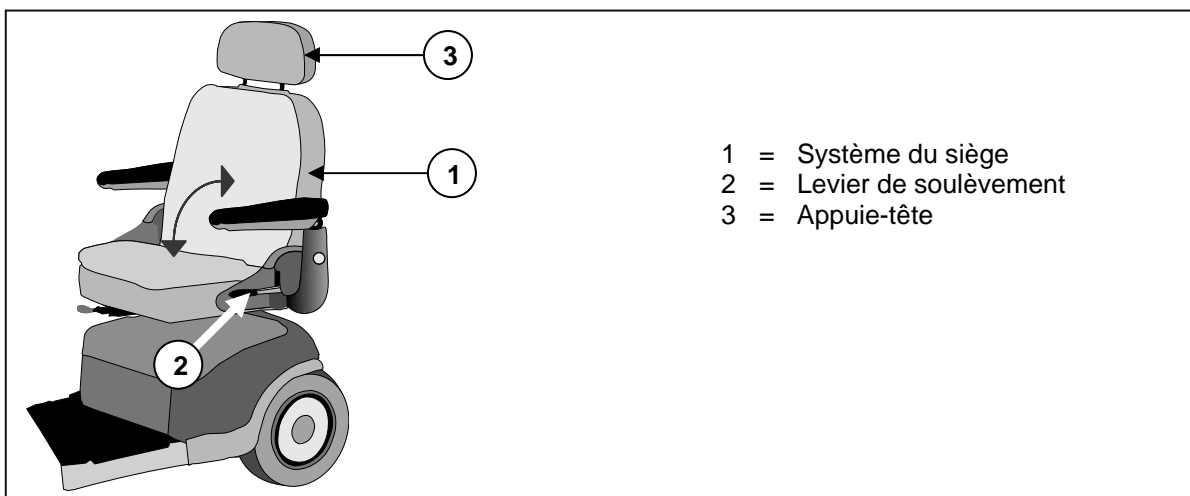 3
1
2
1 = Système du siège
2 = Levier de soulèvement
3 = Appuie-tête